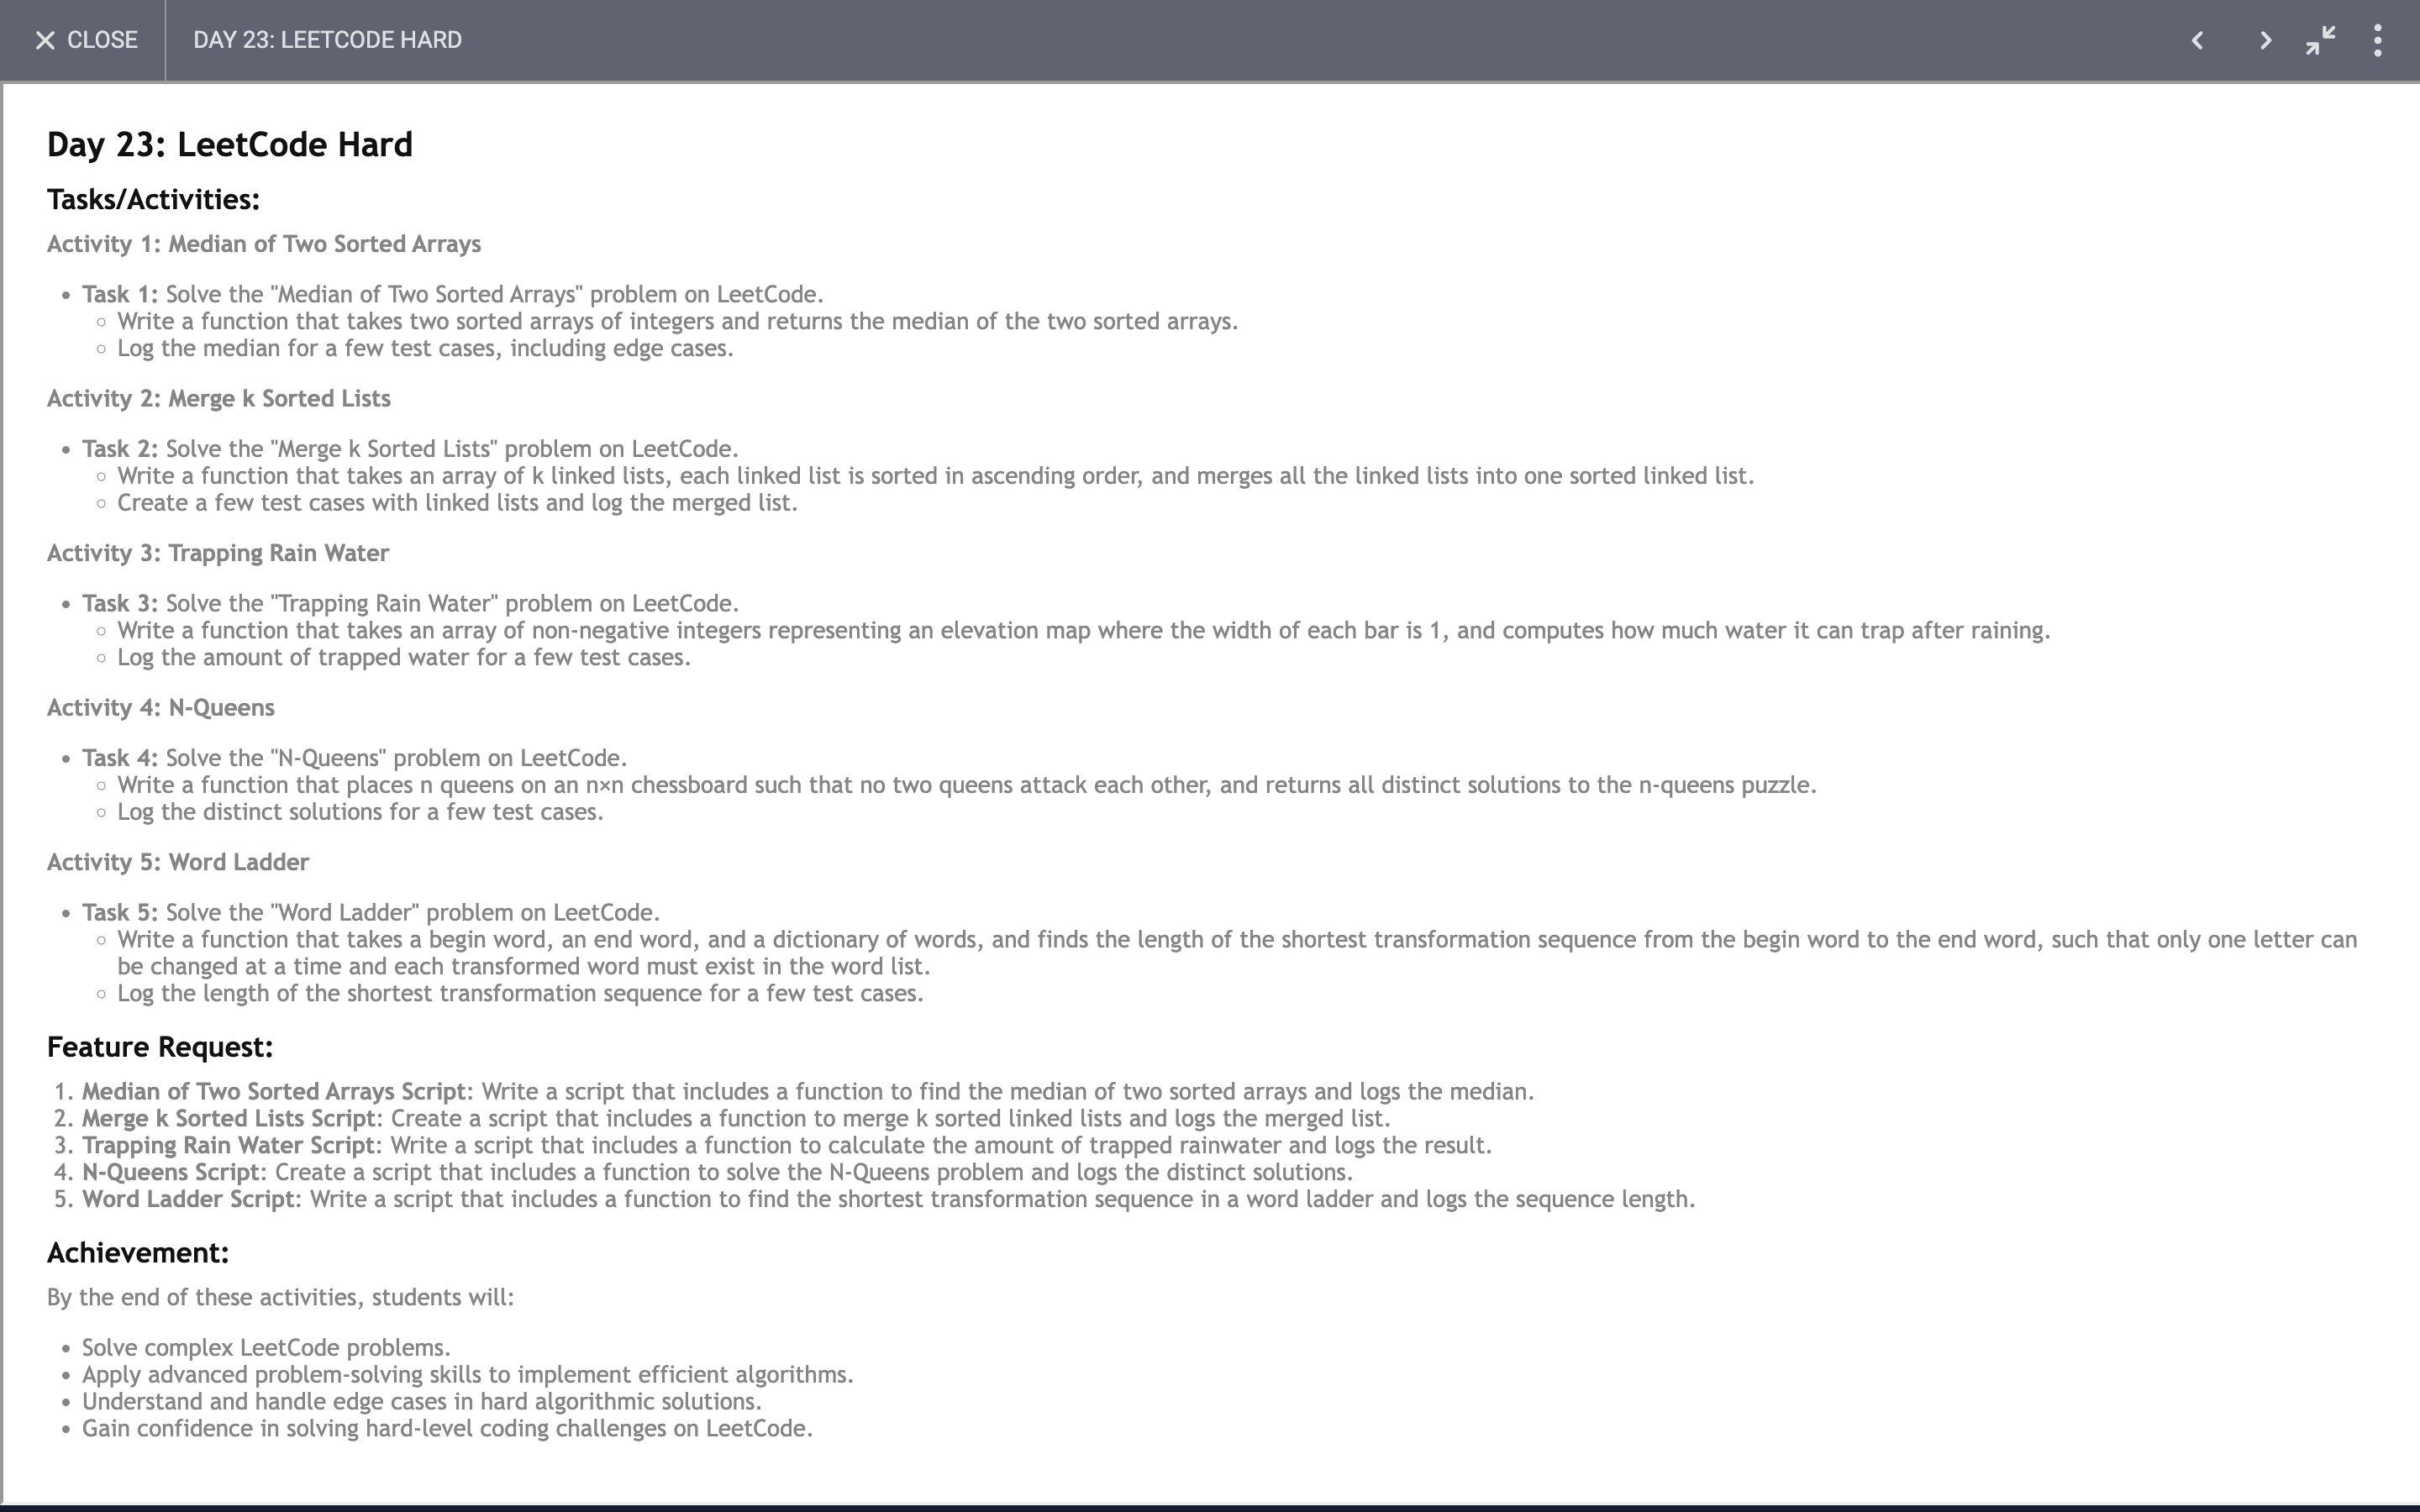 CLOSE
DAY 23: LEETCODE HARD
Day 23: LeetCode Hard
Tasks/Activities:
Activity 1: Median of Two Sorted Arrays
• Task 1: Solve the "Median of Two Sorted Arrays" problem on LeetCode.
○ Write a function that takes two sorted arrays of integers and returns the median of the two sorted arrays.
○ Log the median for a few test cases, including edge cases.
Activity 2: Merge k Sorted Lists
• Task 2: Solve the "Merge k Sorted Lists" problem on LeetCode.
○ Write a function that takes an array of k linked lists, each linked list is sorted in ascending order, and merges all the linked lists into one sorted linked list.
○ Create a few test cases with linked lists and log the merged list.
Activity 3: Trapping Rain Water
• Task 3: Solve the "Trapping Rain Water" problem on LeetCode.
○ Write a function that takes an array of non-negative integers representing an elevation map where the width of each bar is 1, and computes how much water it can trap after raining.
○ Log the amount of trapped water for a few test cases.
Activity 4: N-Queens
• Task 4: Solve the "N-Queens" problem on LeetCode.
○ Write a function that places n queens on an n×n chessboard such that no two queens attack each other, and returns all distinct solutions to the n-queens puzzle.
○ Log the distinct solutions for a few test cases.
Activity 5: Word Ladder
• Task 5: Solve the "Word Ladder" problem on LeetCode.
○ Write a function that takes a begin word, an end word, and a dictionary of words, and finds the length of the shortest transformation sequence from the begin word to the end word, such that only one letter can
be changed at a time and each transformed word must exist in the word list.
○ Log the length of the shortest transformation sequence for a few test cases.
Feature Request:
1. Median of Two Sorted Arrays Script: Write a script that includes a function to find the median of two sorted arrays and logs the median.
2. Merge k Sorted Lists Script: Create a script that includes a function to merge k sorted linked lists and logs the merged list.
3. Trapping Rain Water Script: Write a script that includes a function to calculate the amount of trapped rainwater and logs the result.
4. N-Queens Script: Create a script that includes a function to solve the N-Queens problem and logs the distinct solutions.
5. Word Ladder Script: Write a script that includes a function to find the shortest transformation sequence in a word ladder and logs the sequence length.
Achievement:
By the end of these activities, students will:
• Solve complex LeetCode problems.
• Apply advanced problem-solving skills to implement efficient algorithms.
• Understand and handle edge cases in hard algorithmic solutions.
• Gain confidence in solving hard-level coding challenges on LeetCode.